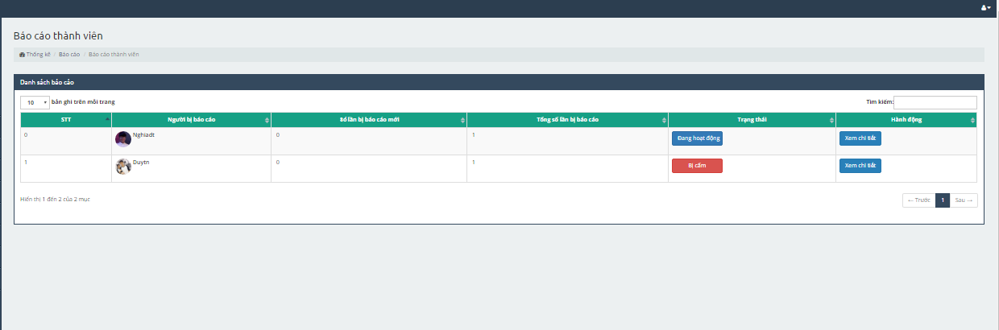 Báo cáo thành viên
Thống kê / Báo cáo / Báo cáo thành viên
Danh sách báo cáo
10 bản ghi trên mỗi trang
Tìm kiếm:
STT Người bị báo cáo Số lần bị báo cáo mới Tổng số lần bị báo cáo Trạng thái Hành động
0 Nghiadt 0 1 Đang hoạt động Xem chi tiết
1 Duytn 0 1 Bị cấm Xem chi tiết
Hiển thị 1 đến 2 của 2 mục
← Trước 1 Sau →